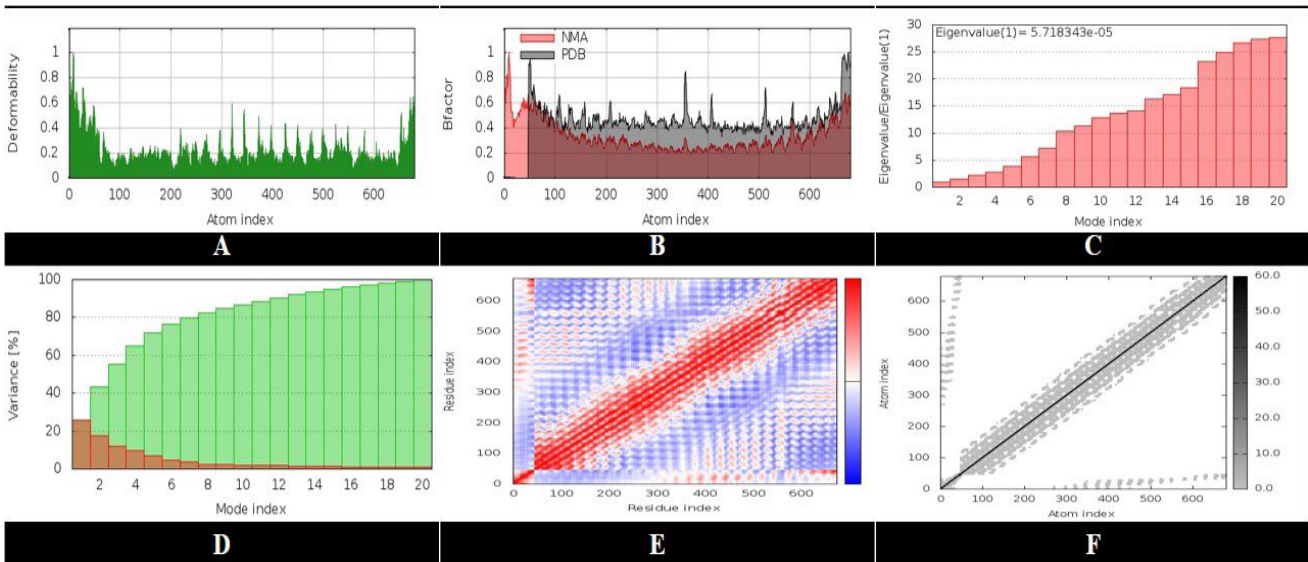 Deformability
1
0.8
0.6
0.4
0.2
0
0 100 200 300 400 500 600
Atom index
A
Bfactor
NMA
PDB
1
0.8
0.6
0.4
0.2
0
0 100 200 300 400 500 600
Atom index
B
Eigenvalue/Eigenvalue(1)
Eigenvalue(1)= 5.718343e-05
30
25
20
15
10
5
0
2 4 6 8 10 12 14 16 18 20
Mode index
C
Variance [%]
100
80
60
40
20
0
2 4 6 8 10 12 14 16 18 20
Mode index
D
Residue index
600
500
400
300
200
100
0
0 100 200 300 400 500 600
Residue index
E
Atom index
600
500
400
300
200
100
0
0 100 200 300 400 500 600
Atom index
60.0
50.0
40.0
30.0
20.0
10.0
0.0
F